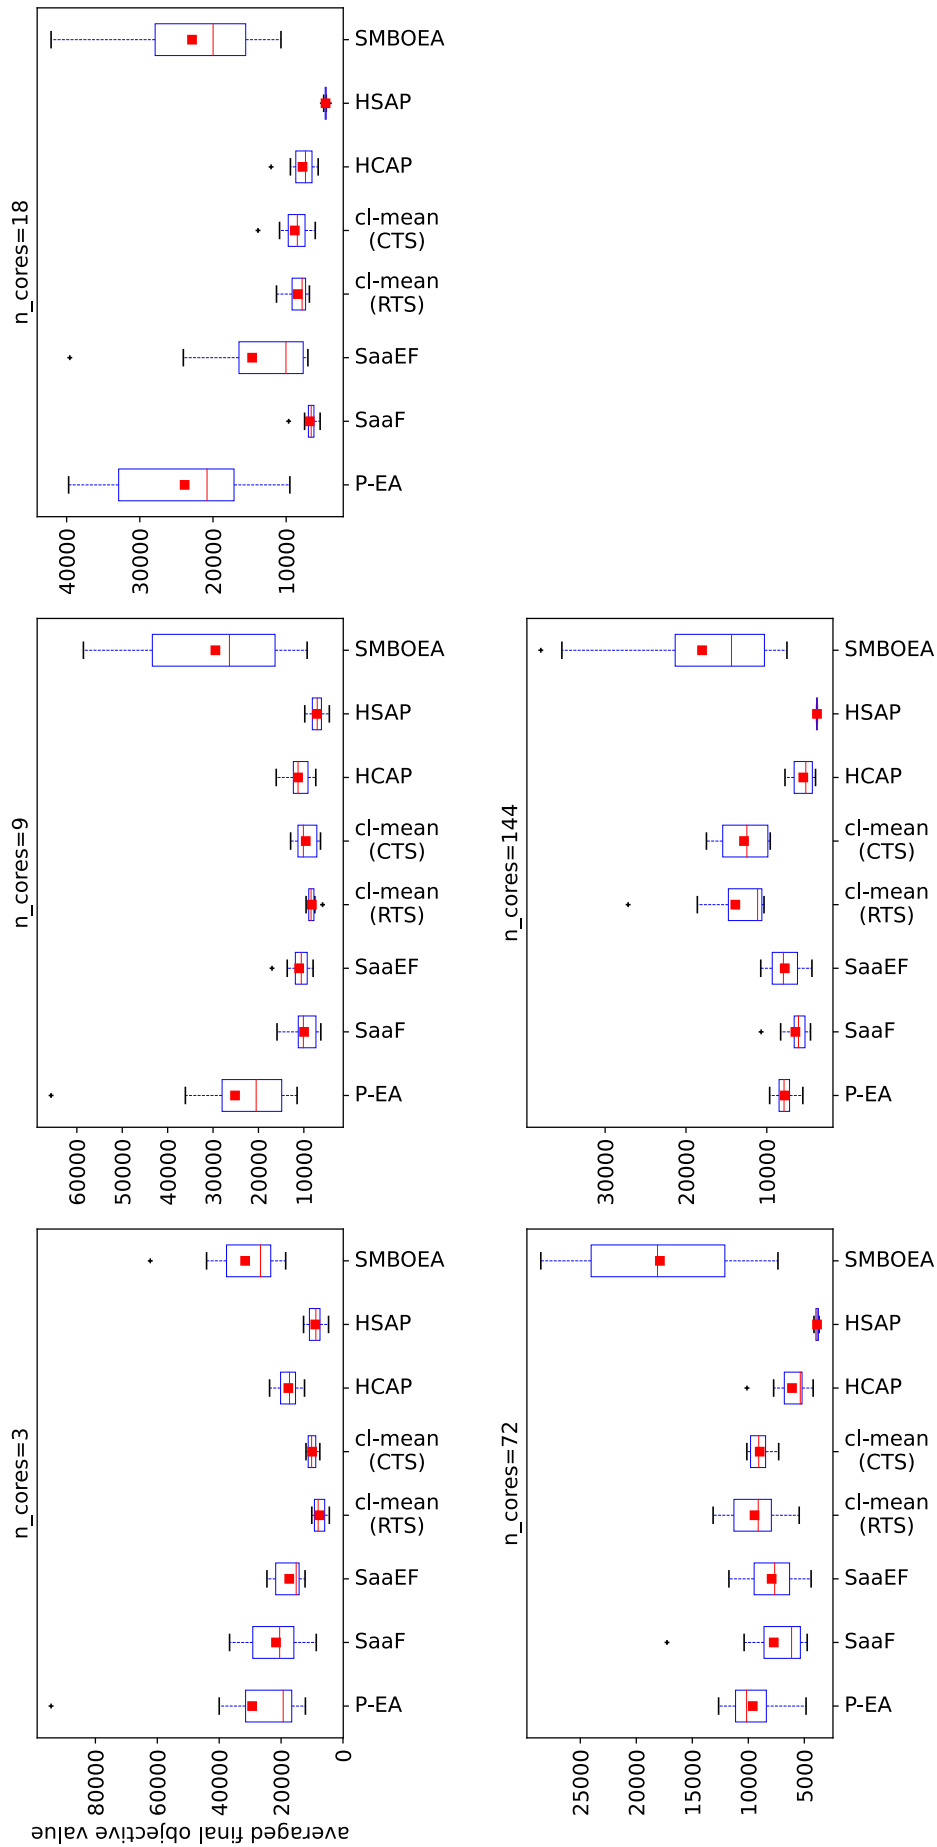 n_cores=3
averaged final objective value
80000
60000
40000
20000
0
P-EA
SaaF
SaaEF
cl-mean
(RTS)
cl-mean
(CTS)
HCAP
HSAP
SMBOEA
n_cores=9
60000
50000
40000
30000
20000
10000
P-EA
SaaF
SaaEF
cl-mean
(RTS)
cl-mean
(CTS)
HCAP
HSAP
SMBOEA
n_cores=18
40000
30000
20000
10000
P-EA
SaaF
SaaEF
cl-mean
(RTS)
cl-mean
(CTS)
HCAP
HSAP
SMBOEA
n_cores=72
25000
20000
15000
10000
5000
P-EA
SaaF
SaaEF
cl-mean
(RTS)
cl-mean
(CTS)
HCAP
HSAP
SMBOEA
n_cores=144
30000
20000
10000
P-EA
SaaF
SaaEF
cl-mean
(RTS)
cl-mean
(CTS)
HCAP
HSAP
SMBOEA